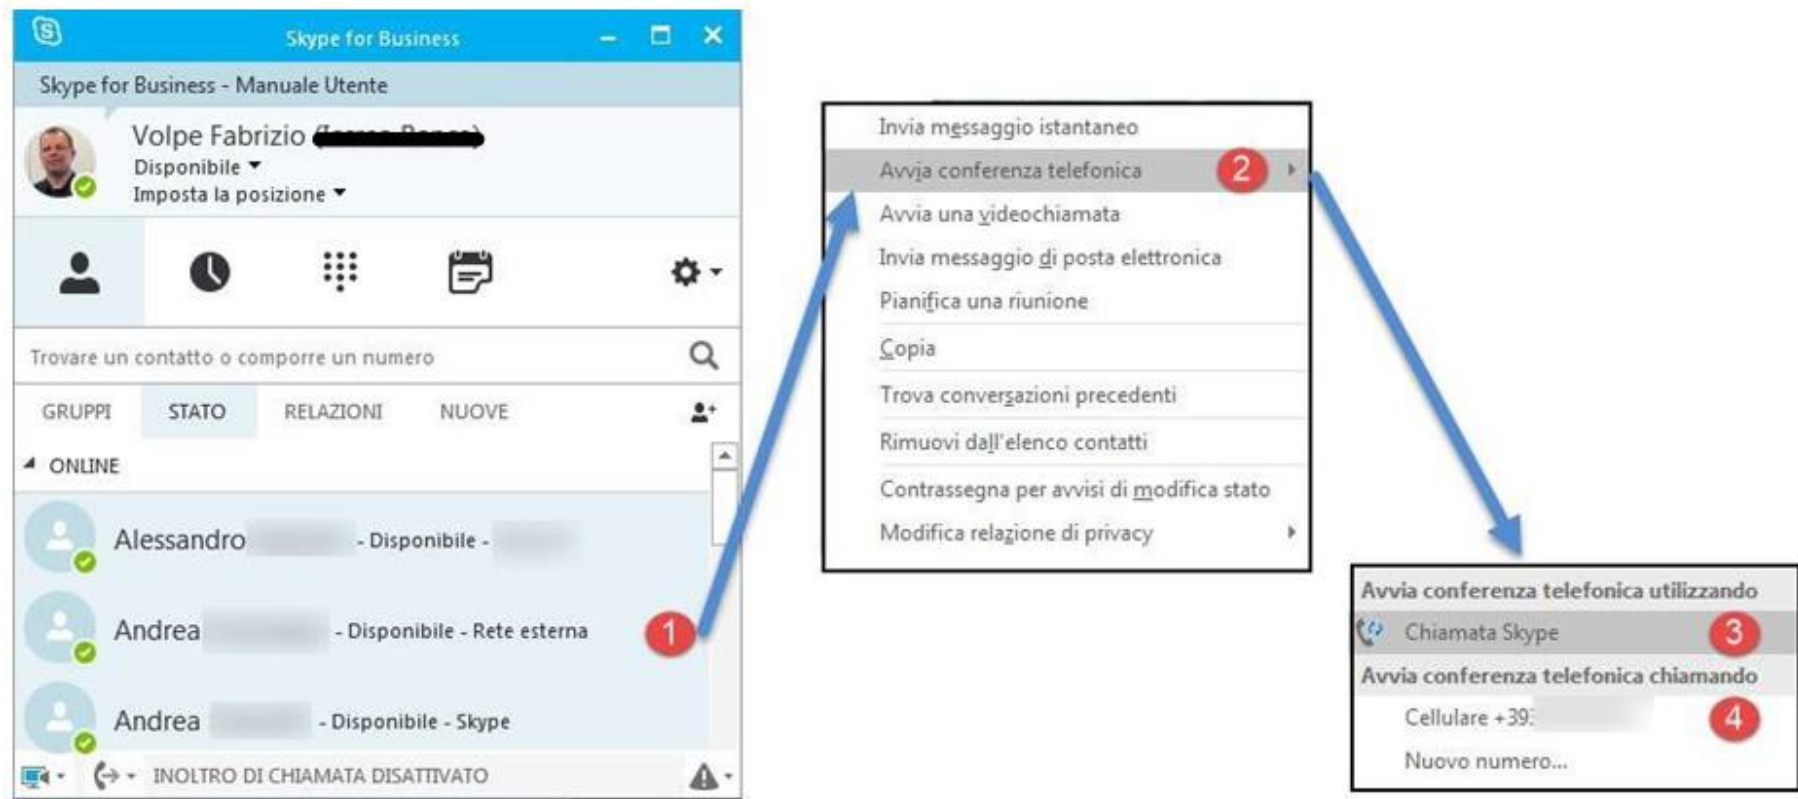 Skype for Business
Skype for Business - Manuale Utente
Volpe Fabrizio
Disponibile
Imposta la posizione
Trovare un contatto o comporre un numero
GRUPPI STATO RELAZIONI NUOVE
ONLINE
Alessandro - Disponibile -
Andrea - Disponibile - Rete esterna 1
Andrea - Disponibile - Skype
INOLTRO DI CHIAMATA DISATTIVATO
Invia messaggio istantaneo
Avvia conferenza telefonica 2
Avvia una videochiamata
Invia messaggio di posta elettronica
Pianifica una riunione
Copia
Trova conversazioni precedenti
Rimuovi dall'elenco contatti
Contrassegna per avvisi di modifica stato
Modifica relazione di privacy
Avvia conferenza telefonica utilizzando
Chiamata Skype 3
Avvia conferenza telefonica chiamando
Cellulare +39 4
Nuovo numero...